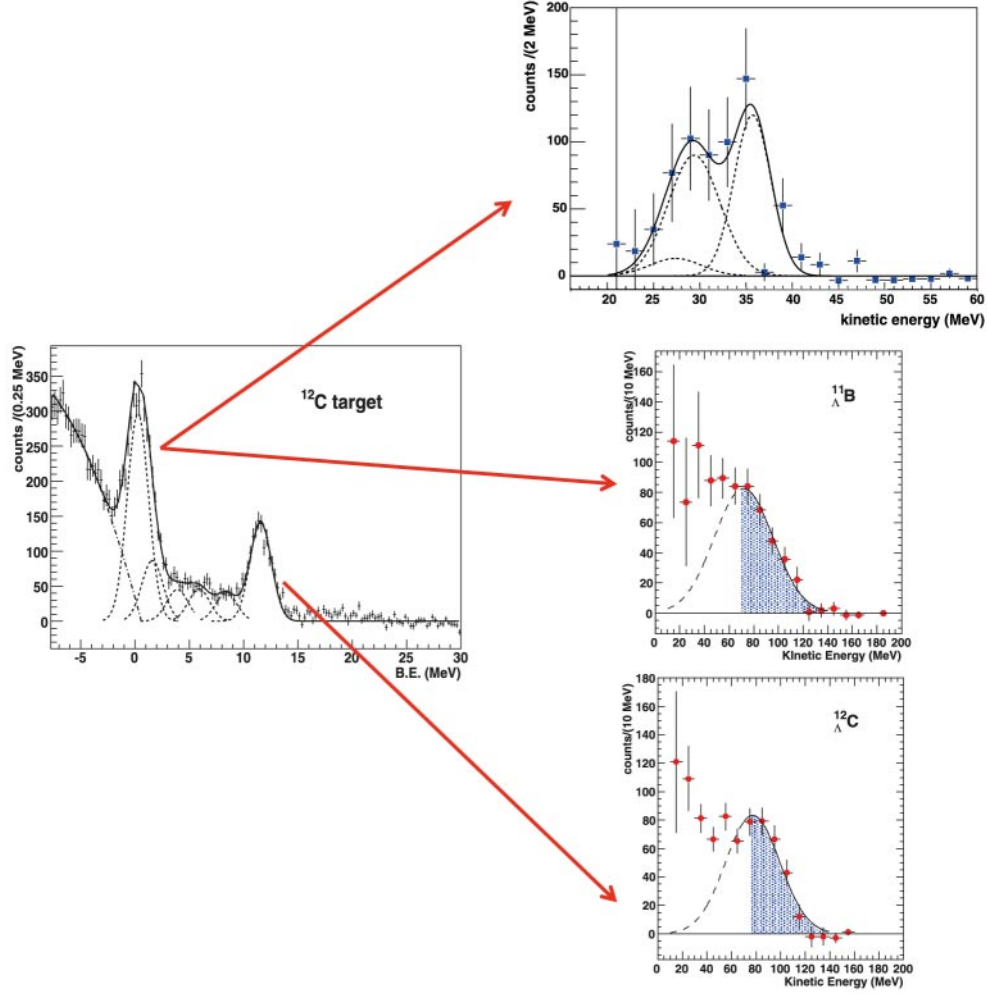 counts /(2 MeV)
200
150
100
50
0
20 25 30 35 40 45 50 55 60
kinetic energy (MeV)
counts /(0.25 MeV)
¹²C target
350
300
250
200
150
100
50
0
-5 0 5 10 15 20 25 30
B.E. (MeV)
counts/(10 MeV)
¹¹B
Λ
160
140
120
100
80
60
40
20
0
0 20 40 60 80 100 120 140 160 180 200
Kinetic Energy (MeV)
counts/(10 MeV)
¹²C
Λ
180
160
140
120
100
80
60
40
20
0
0 20 40 60 80 100 120 140 160 180 200
Kinetic Energy (MeV)